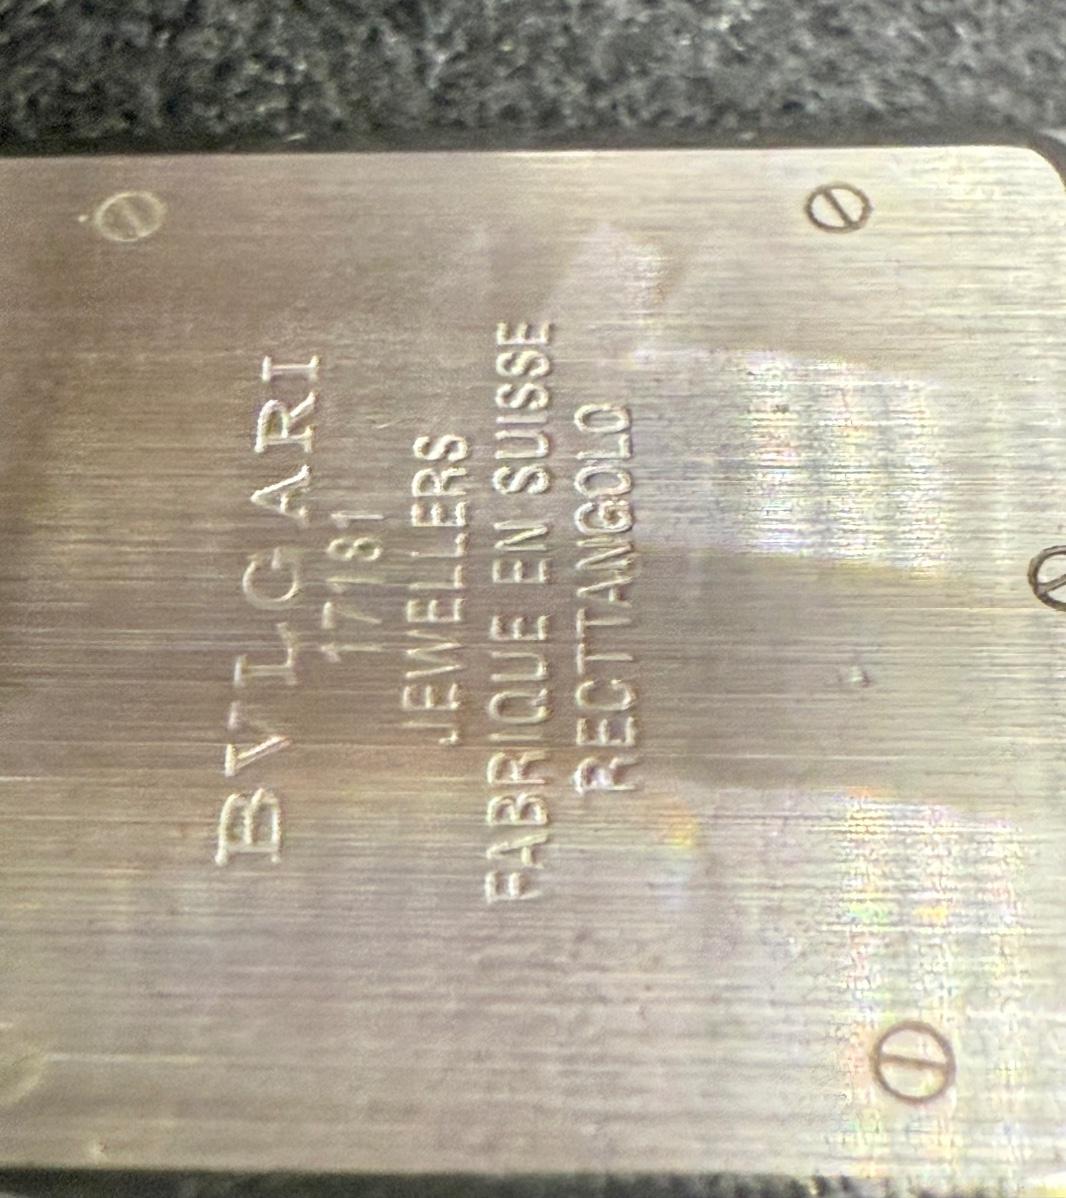 BVLGARI
17181
JEWELLERS
FABRIQUE EN SUISSE
RECTTANGOLO